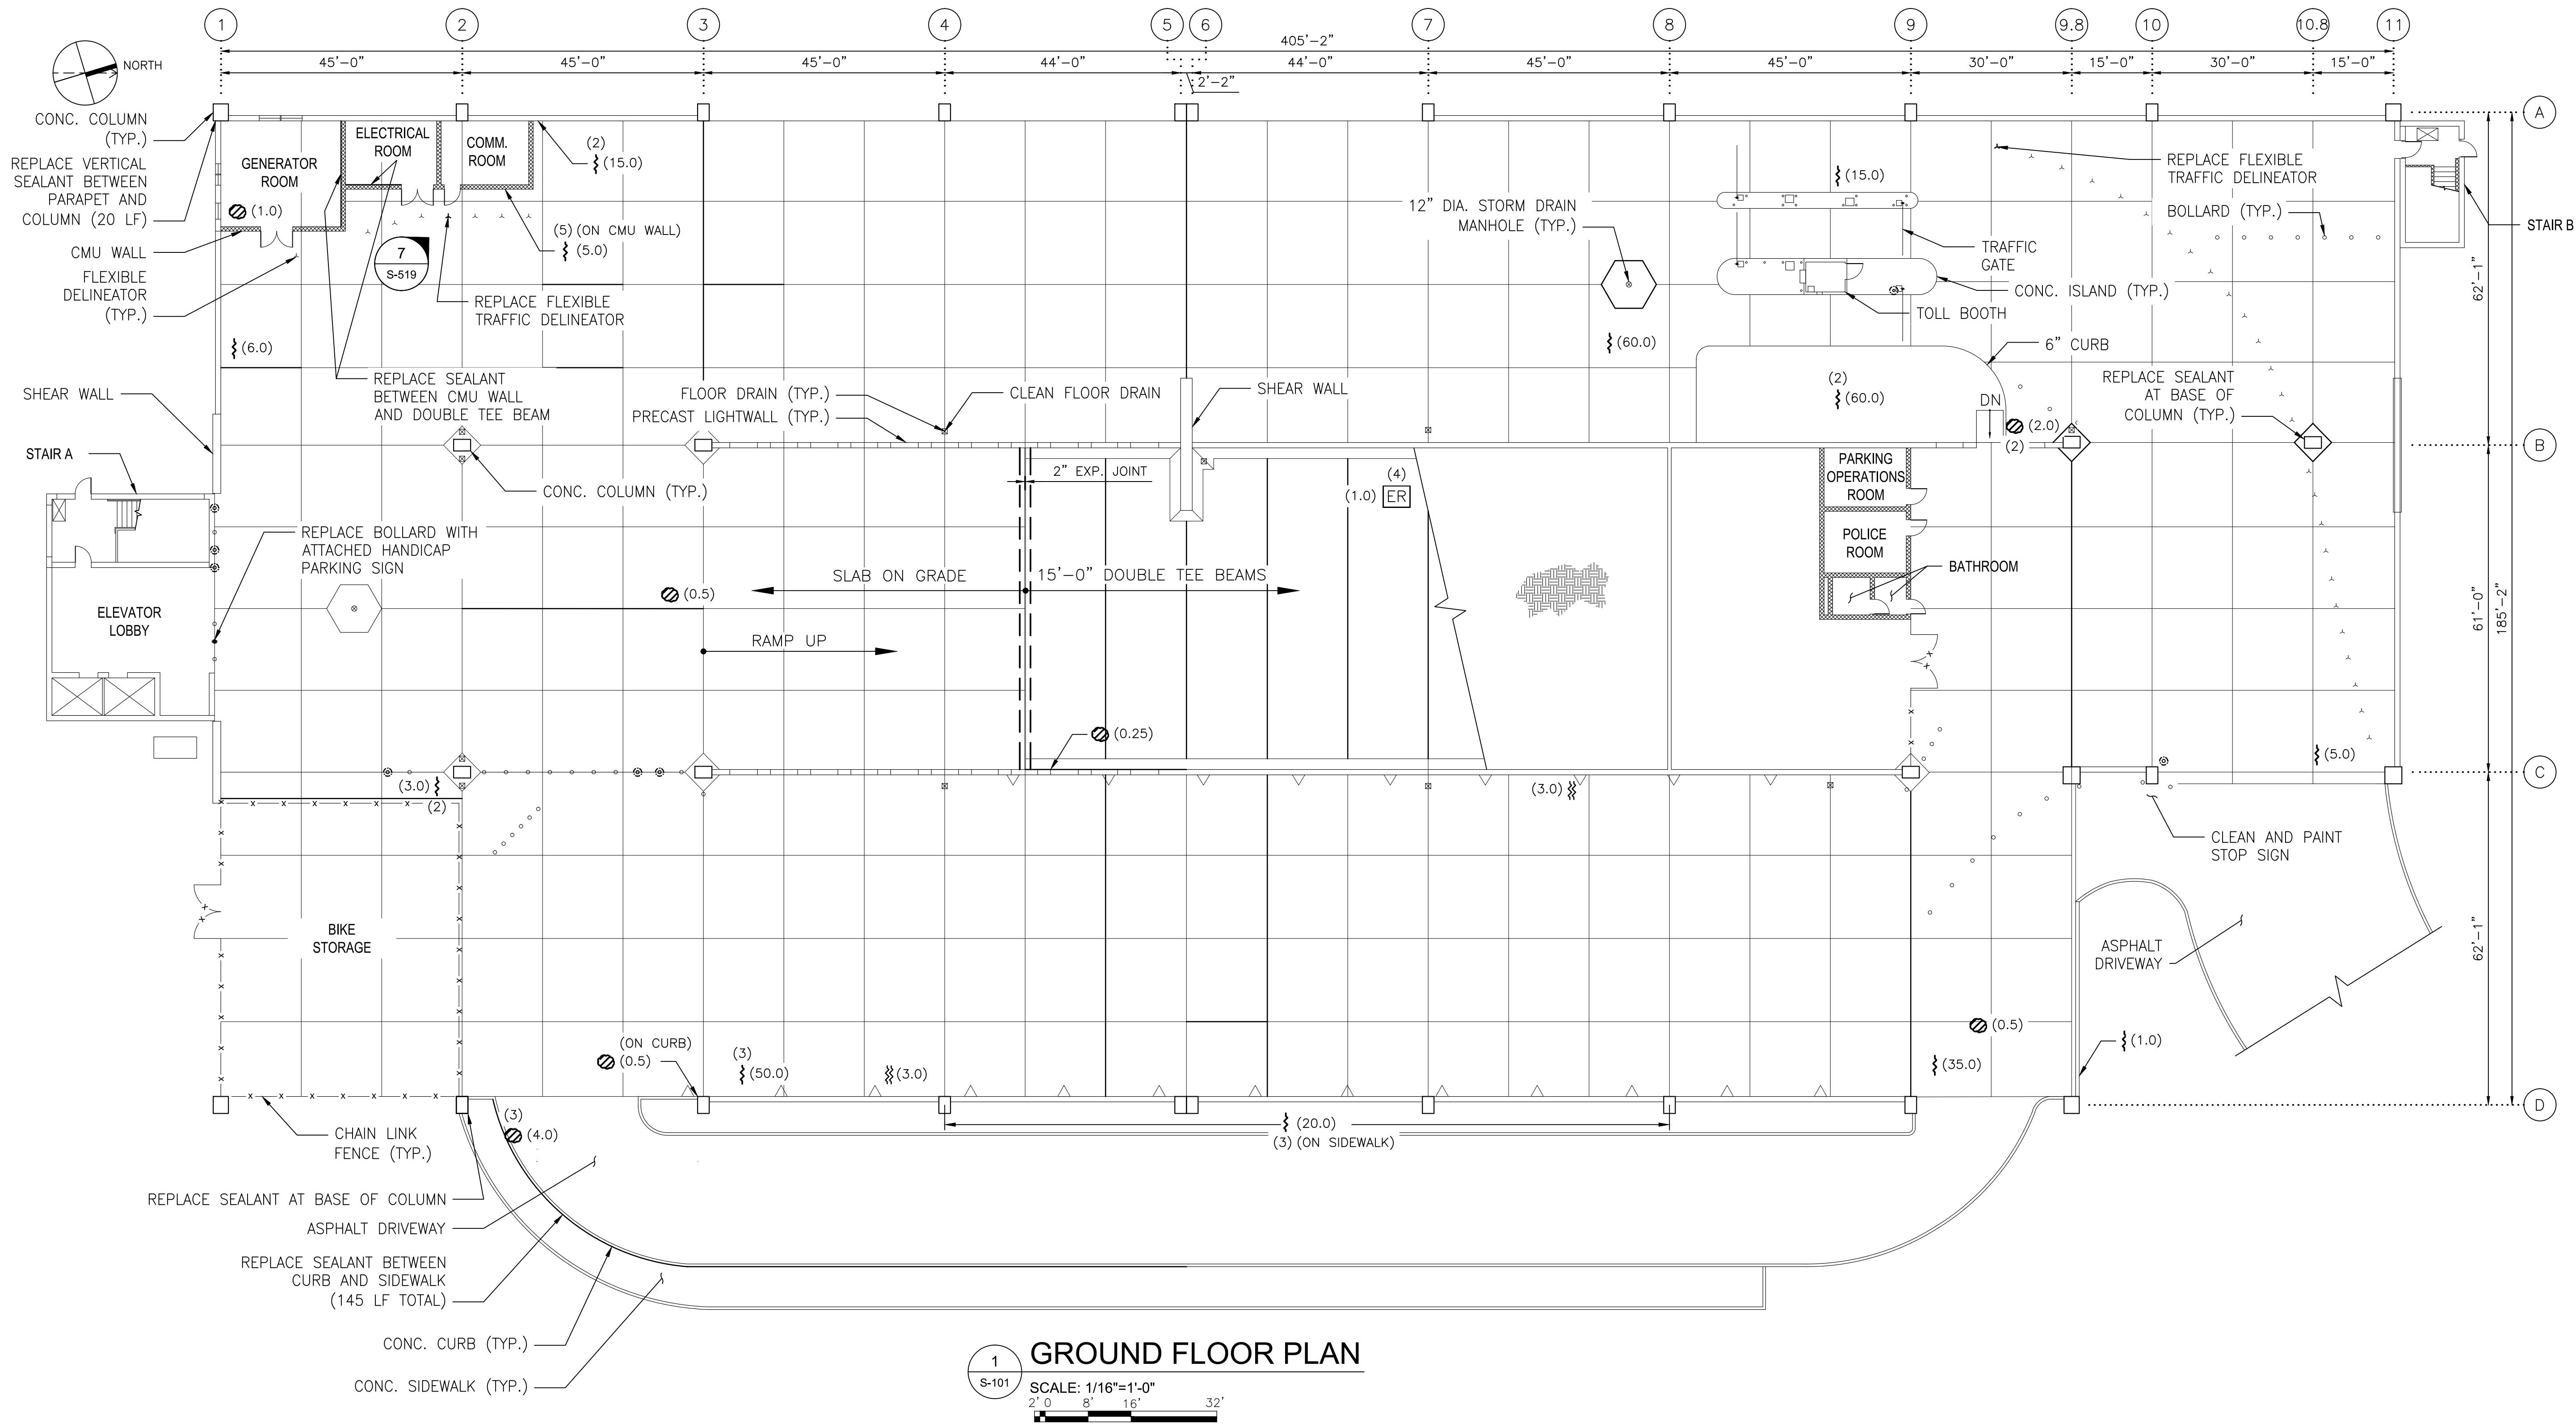 1
2
3
4
5
6
7
8
9
9.8
10
10.8
11
405'-2"
45'-0"
45'-0"
45'-0"
44'-0"
2'-2"
44'-0"
45'-0"
45'-0"
30'-0"
15'-0"
30'-0"
15'-0"
NORTH
A
B
C
D
62'-1"
61'-0"
62'-1"
185'-2"
CONC. COLUMN
(TYP.)
REPLACE VERTICAL
SEALANT BETWEEN
PARAPET AND
COLUMN (20 LF)
CMU WALL
FLEXIBLE
DELINEATOR
(TYP.)
GENERATOR
ROOM
(1.0)
ELECTRICAL
ROOM
COMM.
ROOM
(2)
(15.0)
(5) (ON CMU WALL)
(5.0)
7
S-519
REPLACE FLEXIBLE
TRAFFIC DELINEATOR
(6.0)
REPLACE SEALANT
BETWEEN CMU WALL
AND DOUBLE TEE BEAM
SHEAR WALL
STAIR A
FLOOR DRAIN (TYP.)
PRECAST LIGHTWALL (TYP.)
CLEAN FLOOR DRAIN
SHEAR WALL
12" DIA. STORM DRAIN
MANHOLE (TYP.)
(60.0)
(15.0)
TRAFFIC
GATE
CONC. ISLAND (TYP.)
TOLL BOOTH
6" CURB
(2)
(60.0)
DN
(2.0)
(2)
REPLACE FLEXIBLE
TRAFFIC DELINEATOR
BOLLARD (TYP.)
STAIR B
REPLACE SEALANT
AT BASE OF
COLUMN (TYP.)
CONC. COLUMN (TYP.)
2" EXP. JOINT
(4)
(1.0) ER
PARKING
OPERATIONS
ROOM
POLICE
ROOM
BATHROOM
REPLACE BOLLARD WITH
ATTACHED HANDICAP
PARKING SIGN
ELEVATOR
LOBBY
(0.5)
SLAB ON GRADE
15'-0" DOUBLE TEE BEAMS
RAMP UP
(0.25)
(5.0)
(3.0)
(2)
(3.0)
CLEAN AND PAINT
STOP SIGN
BIKE
STORAGE
ASPHALT
DRIVEWAY
(ON CURB)
(0.5)
(3)
(50.0)
(3.0)
(0.5)
(35.0)
(1.0)
CHAIN LINK
FENCE (TYP.)
(3)
(4.0)
(20.0)
(3) (ON SIDEWALK)
REPLACE SEALANT AT BASE OF COLUMN
ASPHALT DRIVEWAY
REPLACE SEALANT BETWEEN
CURB AND SIDEWALK
(145 LF TOTAL)
CONC. CURB (TYP.)
CONC. SIDEWALK (TYP.)
1
S-101
GROUND FLOOR PLAN
SCALE: 1/16"=1'-0"
2' 0 8' 16' 32'